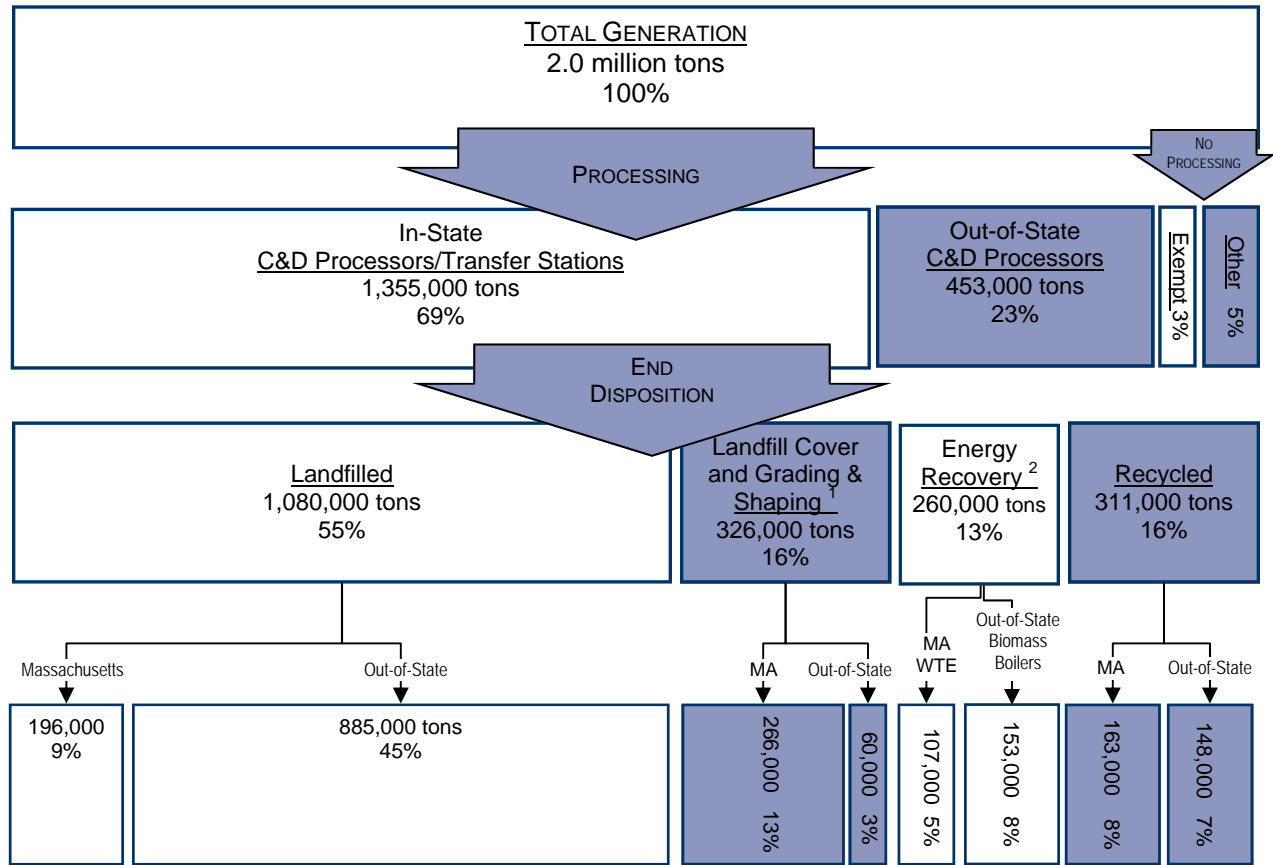 TOTAL GENERATION
2.0 million tons
100%
PROCESSING
NO
PROCESSING
In-State
C&D Processors/Transfer Stations
1,355,000 tons
69%
Out-of-State
C&D Processors
453,000 tons
23%
Exempt 3%
Other 5%
END
DISPOSITION
Landfilled
1,080,000 tons
55%
Landfill Cover
and Grading &
Shaping 1
326,000 tons
16%
Energy
Recovery 2
260,000 tons
13%
Recycled
311,000 tons
16%
Massachusetts
Out-of-State
MA
Out-of-State
MA
WTE
Out-of-State
Biomass
Boilers
MA
Out-of-State
196,000
9%
885,000 tons
45%
266,000 13%
60,000 3%
107,000 5%
153,000 8%
163,000 8%
148,000 7%